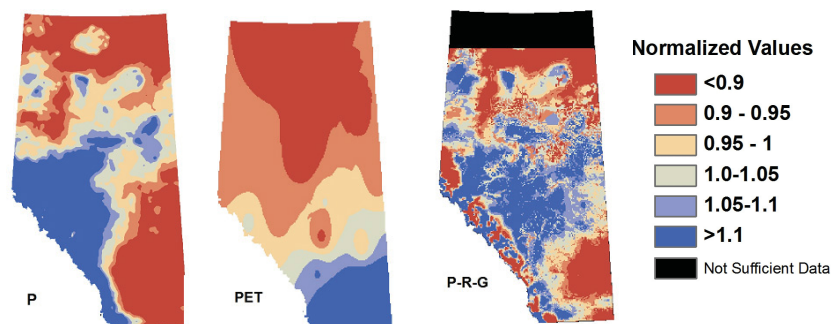 P
PET
P-R-G
Normalized Values
<0.9
0.9 - 0.95
0.95 - 1
1.0-1.05
1.05-1.1
>1.1
Not Sufficient Data